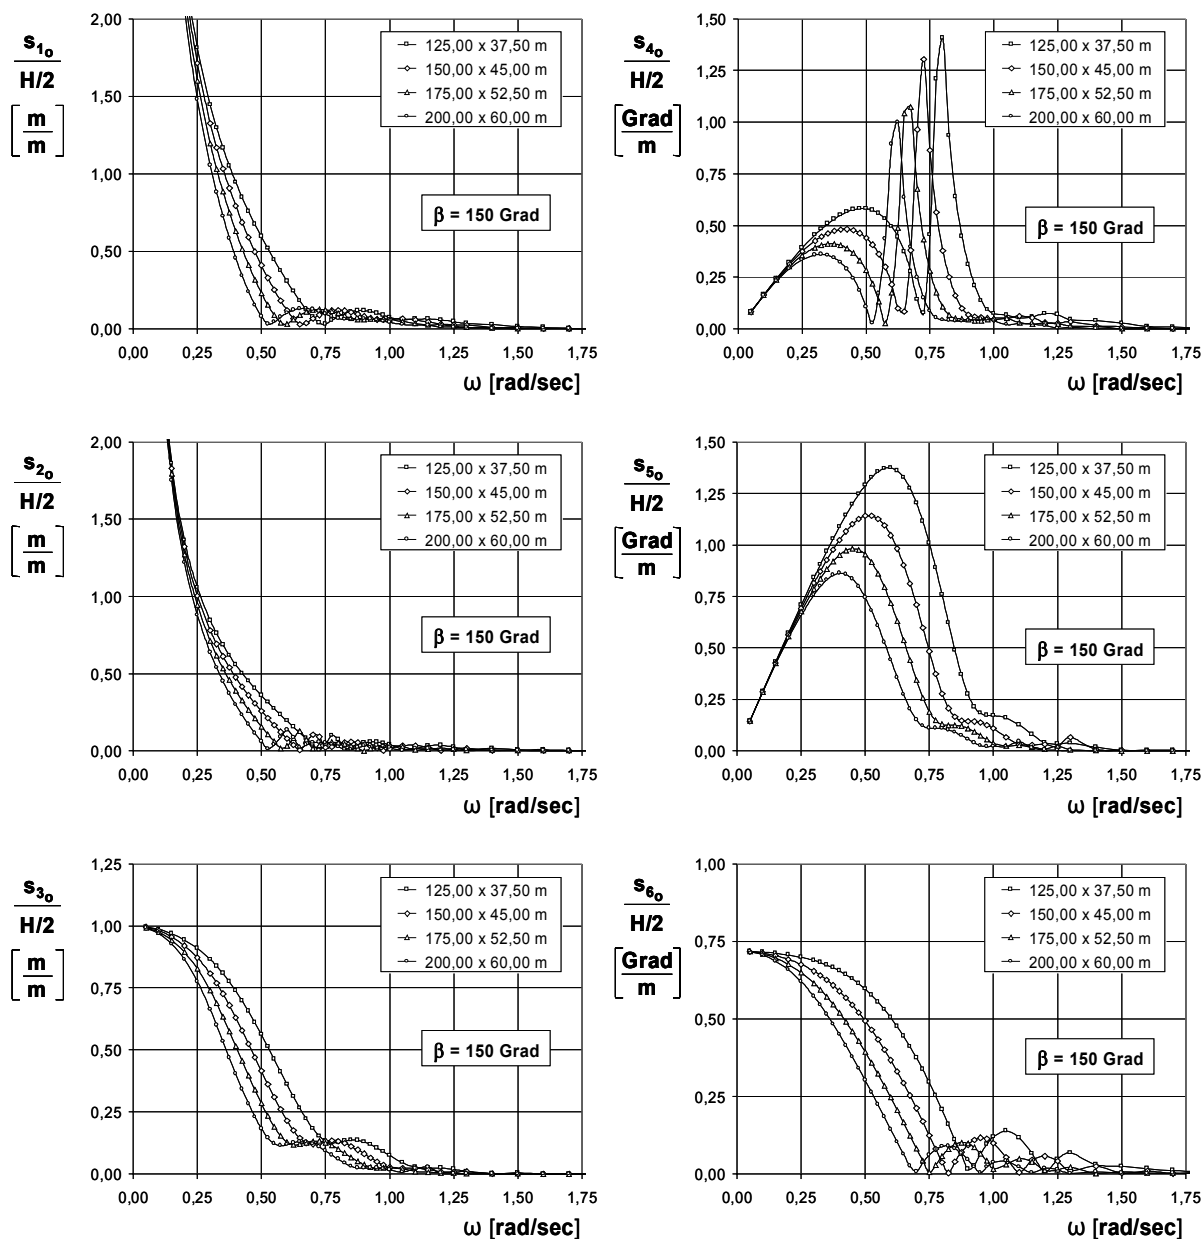 s1o
H/2
[m/m]
2,00
1,50
1,00
0,50
0,00
125,00 x 37,50 m
150,00 x 45,00 m
175,00 x 52,50 m
200,00 x 60,00 m
β = 150 Grad
0,00 0,25 0,50 0,75 1,00 1,25 1,50 1,75
ω [rad/sec]
s4o
H/2
[Grad/m]
1,50
1,25
1,00
0,75
0,50
0,25
0,00
125,00 x 37,50 m
150,00 x 45,00 m
175,00 x 52,50 m
200,00 x 60,00 m
β = 150 Grad
0,00 0,25 0,50 0,75 1,00 1,25 1,50 1,75
ω [rad/sec]
s2o
H/2
[m/m]
2,00
1,50
1,00
0,50
0,00
125,00 x 37,50 m
150,00 x 45,00 m
175,00 x 52,50 m
200,00 x 60,00 m
β = 150 Grad
0,00 0,25 0,50 0,75 1,00 1,25 1,50 1,75
ω [rad/sec]
s5o
H/2
[Grad/m]
1,50
1,25
1,00
0,75
0,50
0,25
0,00
125,00 x 37,50 m
150,00 x 45,00 m
175,00 x 52,50 m
200,00 x 60,00 m
β = 150 Grad
0,00 0,25 0,50 0,75 1,00 1,25 1,50 1,75
ω [rad/sec]
s3o
H/2
[m/m]
1,25
1,00
0,75
0,50
0,25
0,00
125,00 x 37,50 m
150,00 x 45,00 m
175,00 x 52,50 m
200,00 x 60,00 m
β = 150 Grad
0,00 0,25 0,50 0,75 1,00 1,25 1,50 1,75
ω [rad/sec]
s6o
H/2
[Grad/m]
1,00
0,75
0,50
0,25
0,00
125,00 x 37,50 m
150,00 x 45,00 m
175,00 x 52,50 m
200,00 x 60,00 m
β = 150 Grad
0,00 0,25 0,50 0,75 1,00 1,25 1,50 1,75
ω [rad/sec]